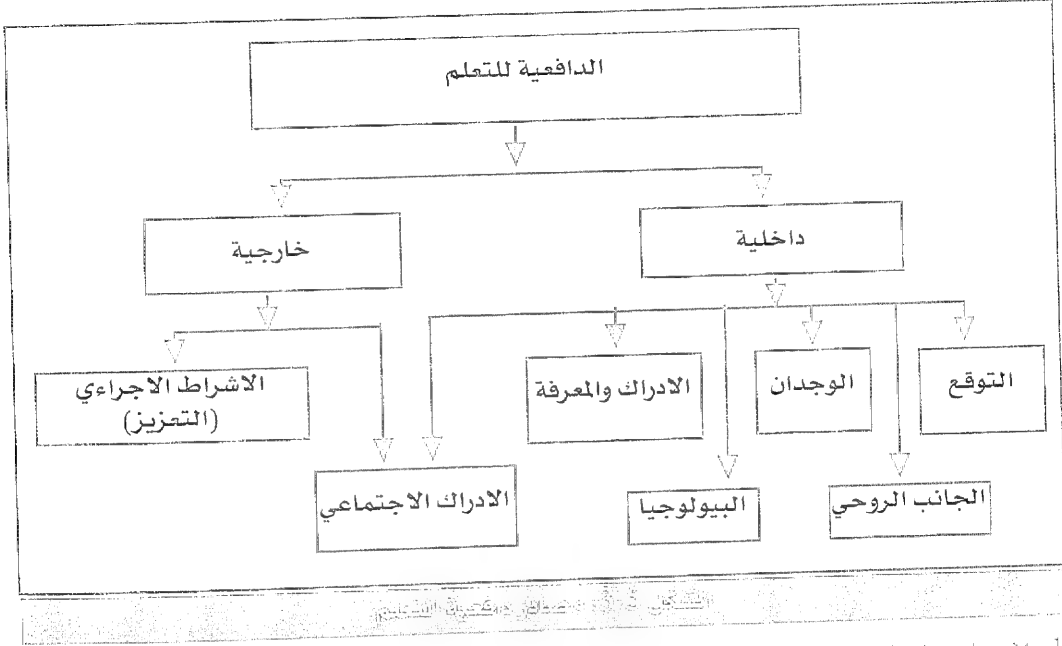 الدافعية للتعلم
داخلية
خارجية
التوقع
الوجدان
الادراك والمعرفة
الاشراط الاجراءي
(التعزيز)
الجانب الروحي
البيولوجيا
الادراك الاجتماعي